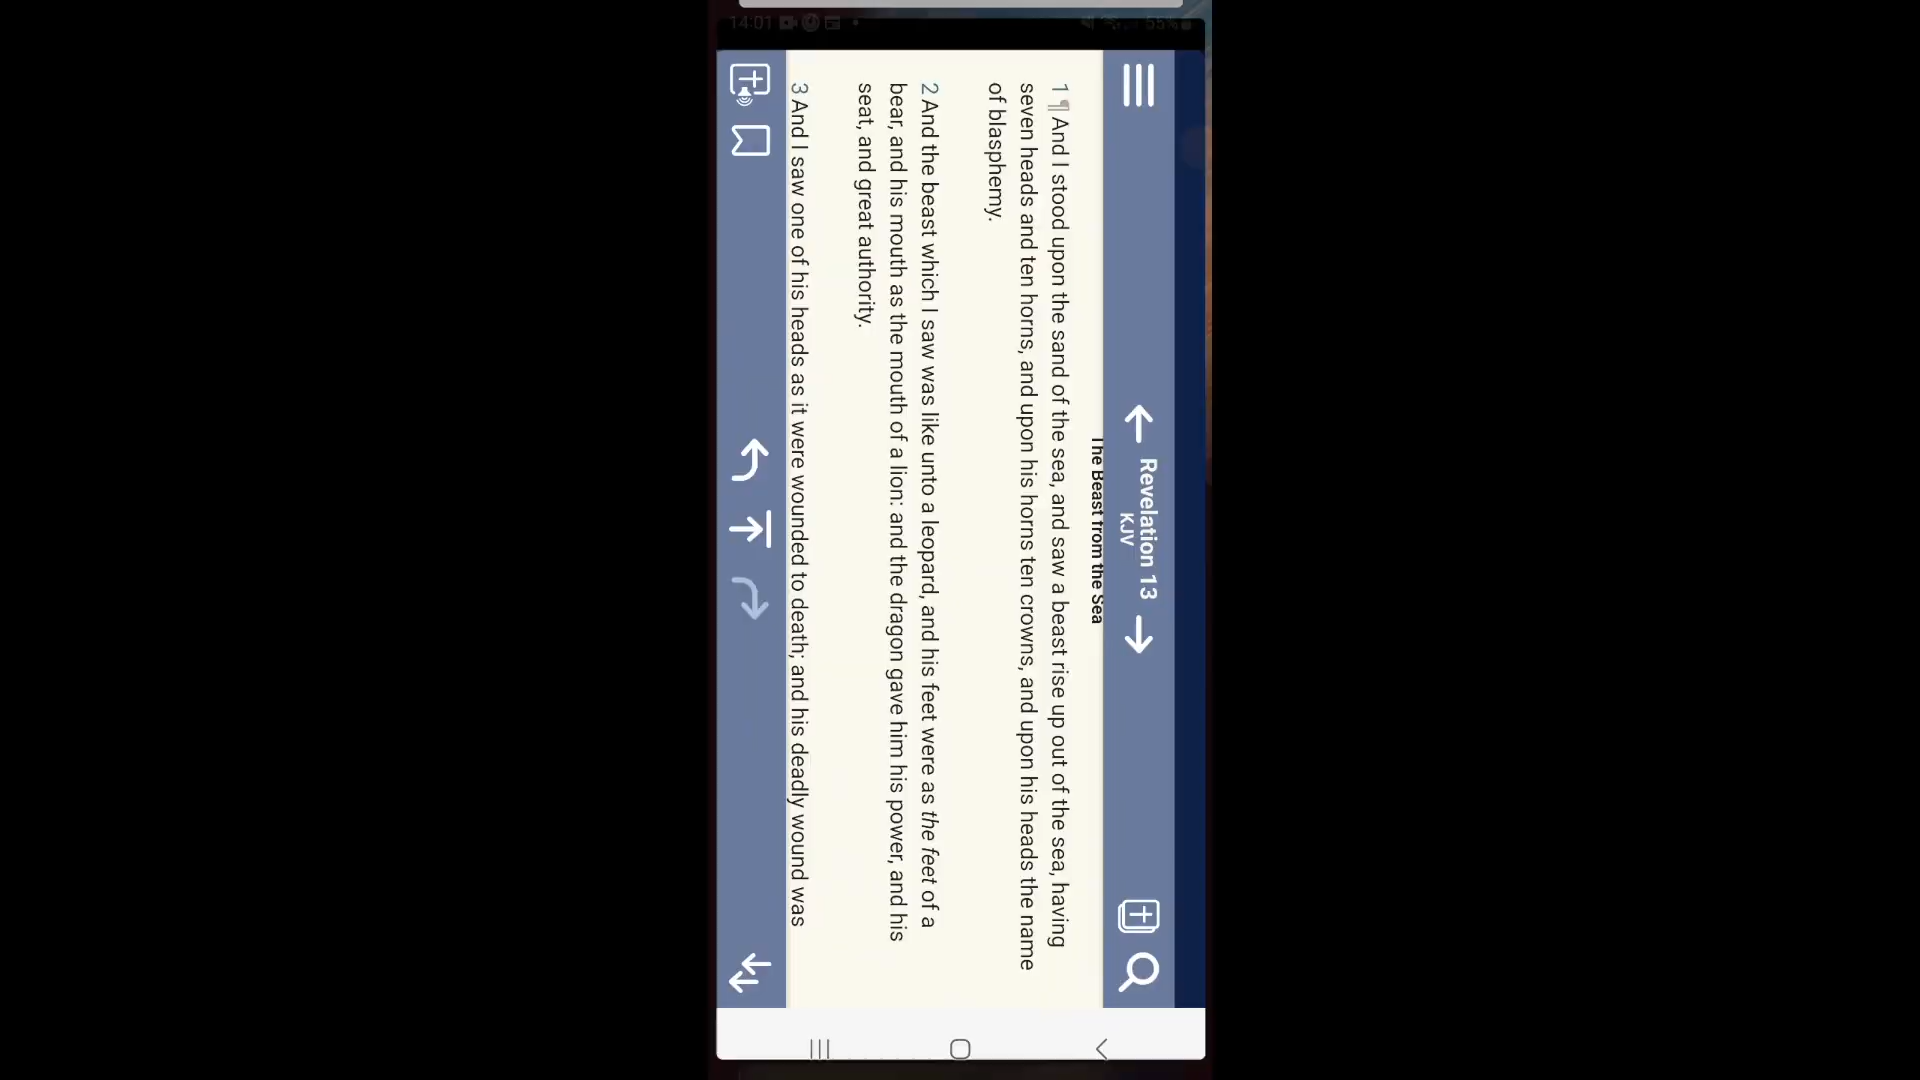 14:01
55%
Revelation 13
KJV
The Beast from the Sea
1 ¶ And I stood upon the sand of the sea, and saw a beast rise up out of the sea, having
seven heads and ten horns, and upon his horns ten crowns, and upon his heads the name
of blasphemy.
2 And the beast which I saw was like unto a leopard, and his feet were as the feet of a
bear, and his mouth as the mouth of a lion: and the dragon gave him his power, and his
seat, and great authority.
3 And I saw one of his heads as it were wounded to death; and his deadly wound was